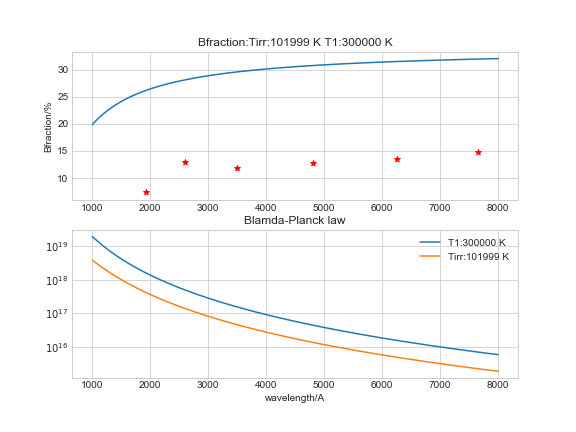 Bfraction:Tirr:101999 K T1:300000 K
Bfraction/%
30
25
20
15
10
1000 2000 3000 4000 5000 6000 7000 8000
Blamda-Planck law
T1:300000 K
Tirr:101999 K
10^19
10^18
10^17
10^16
1000 2000 3000 4000 5000 6000 7000 8000
wavelength/A